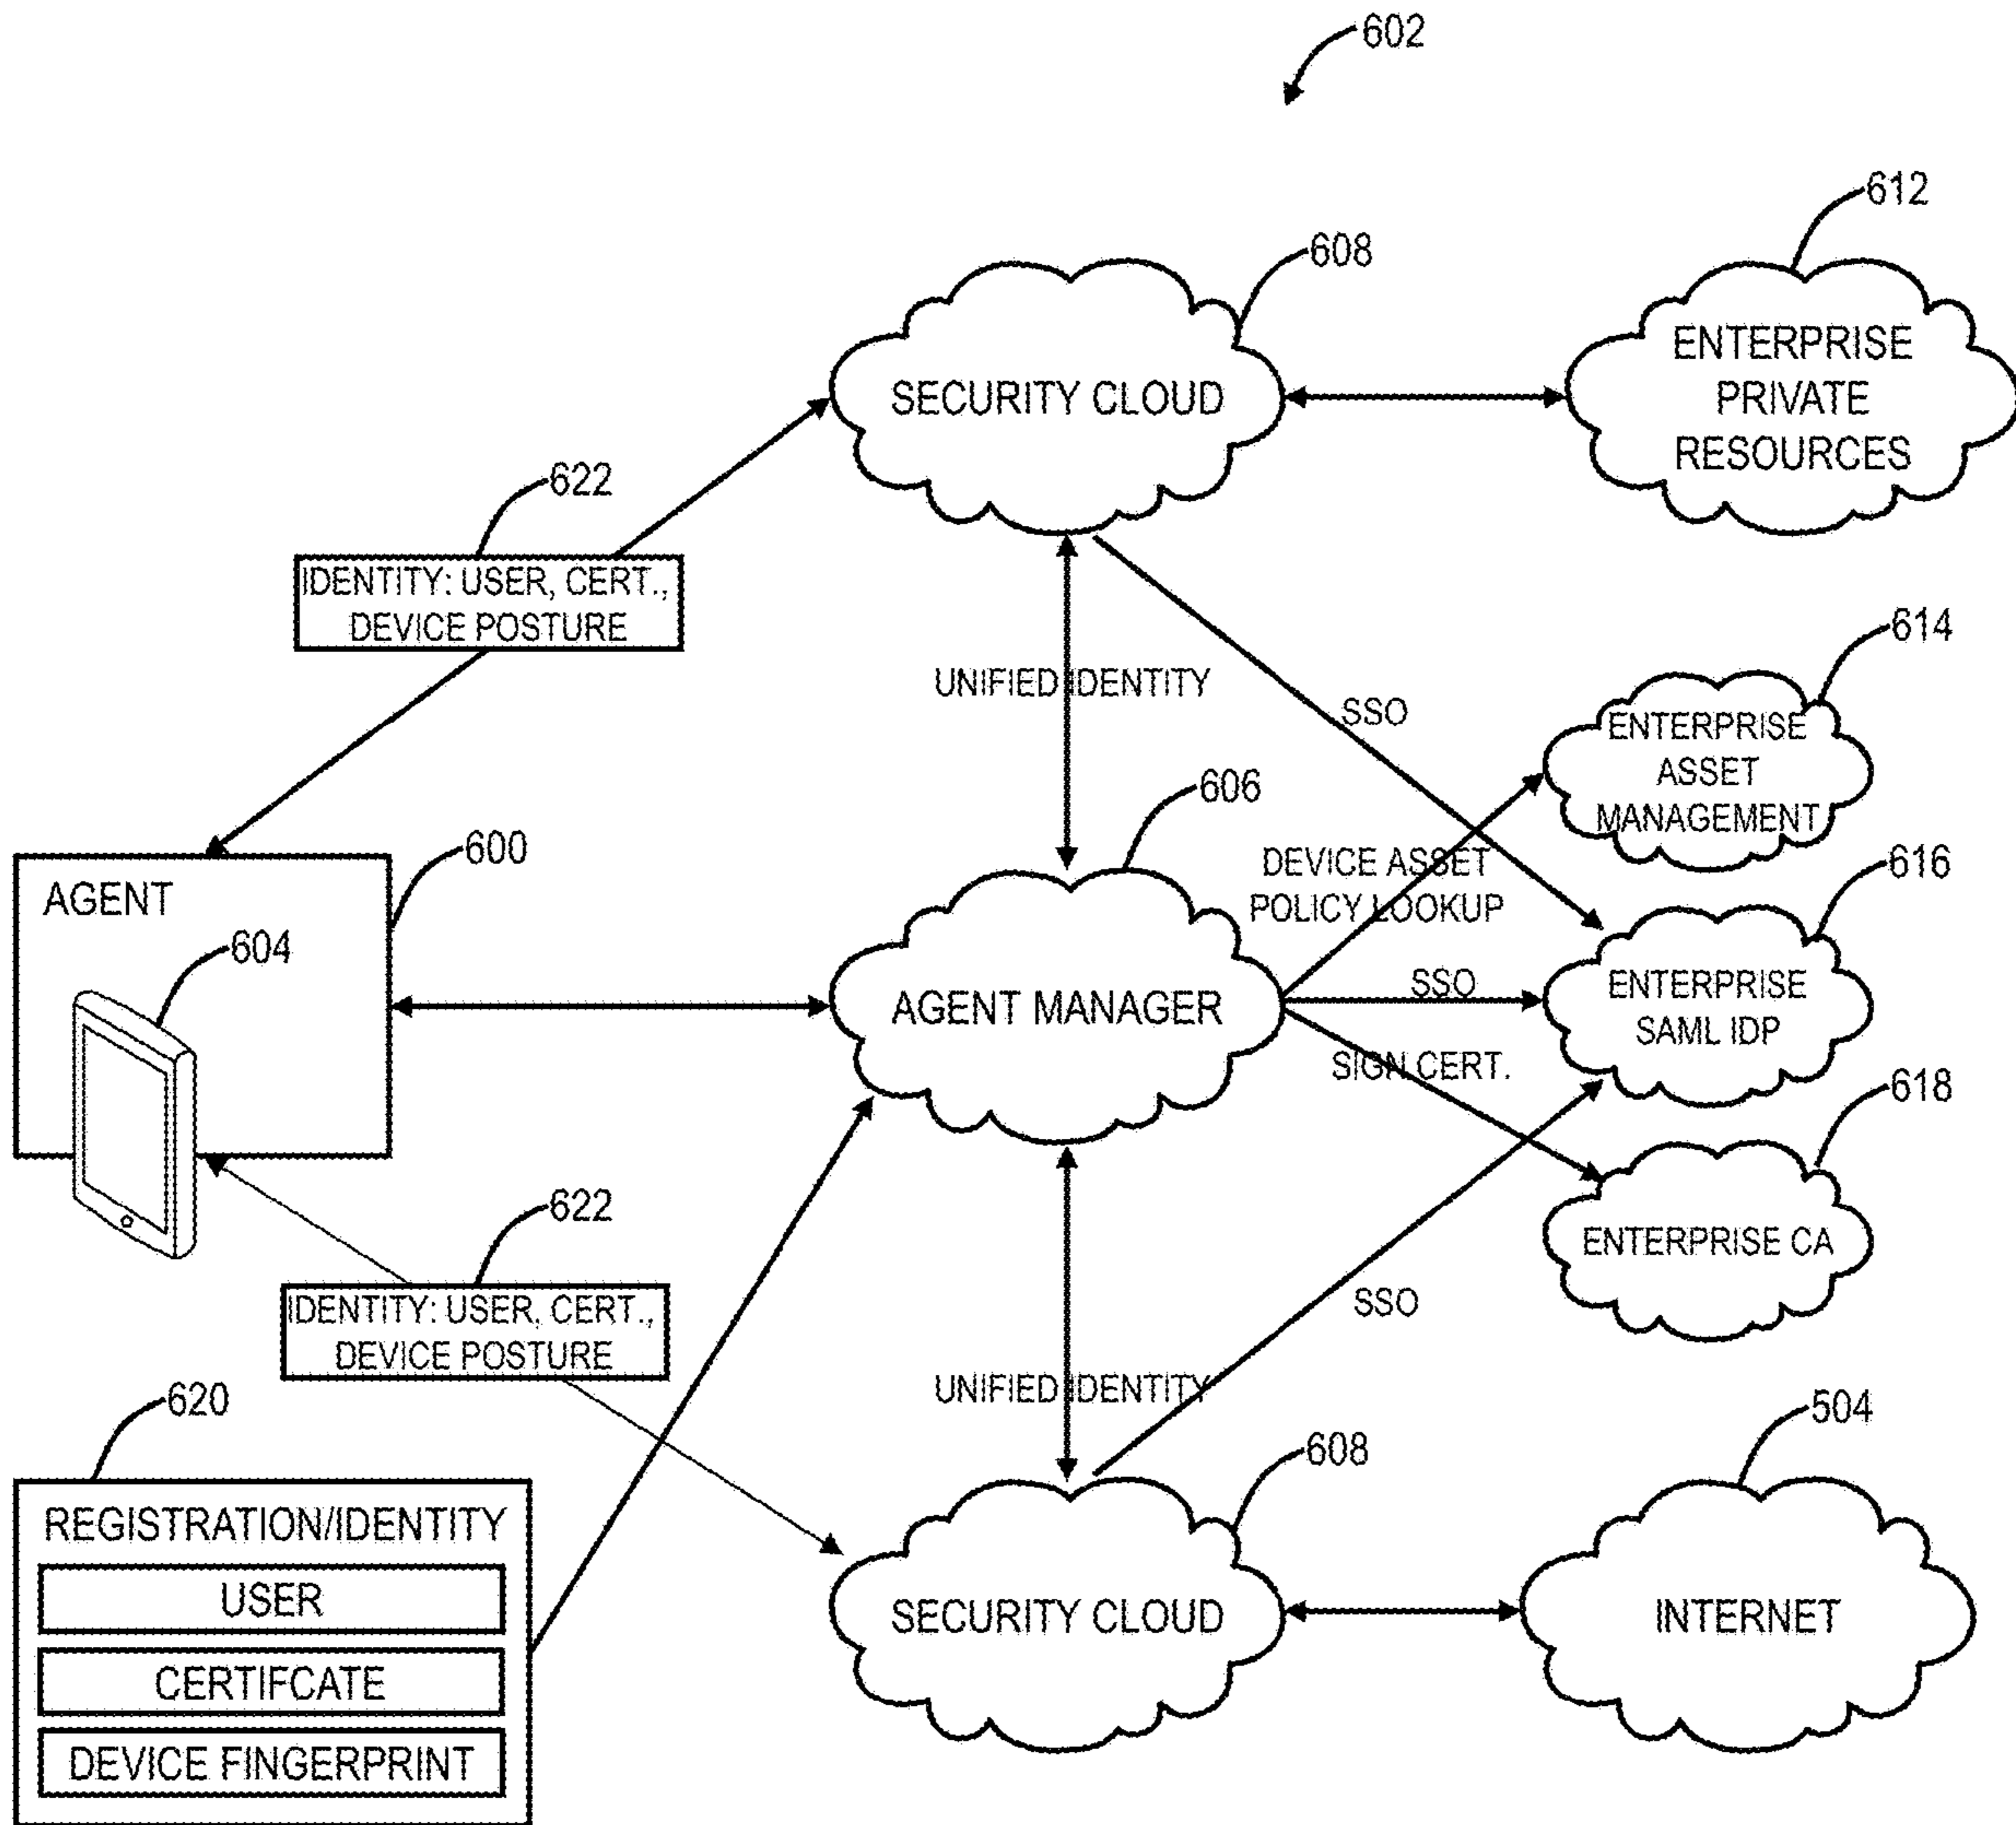 602
612
608
ENTERPRISE
PRIVATE
RESOURCES
SECURITY CLOUD
622
IDENTITY: USER, CERT.,
DEVICE POSTURE
614
UNIFIED IDENTITY
SSO
ENTERPRISE
ASSET
MANAGEMENT
606
600
AGENT
604
DEVICE ASSET
POLICY LOOKUP
616
AGENT MANAGER
SSO
ENTERPRISE
SAML IDP
SIGN CERT.
618
622
ENTERPRISE CA
IDENTITY: USER, CERT.,
DEVICE POSTURE
SSO
UNIFIED IDENTITY
620
608
504
REGISTRATION/IDENTITY
USER
CERTIFCATE
DEVICE FINGERPRINT
SECURITY CLOUD
INTERNET